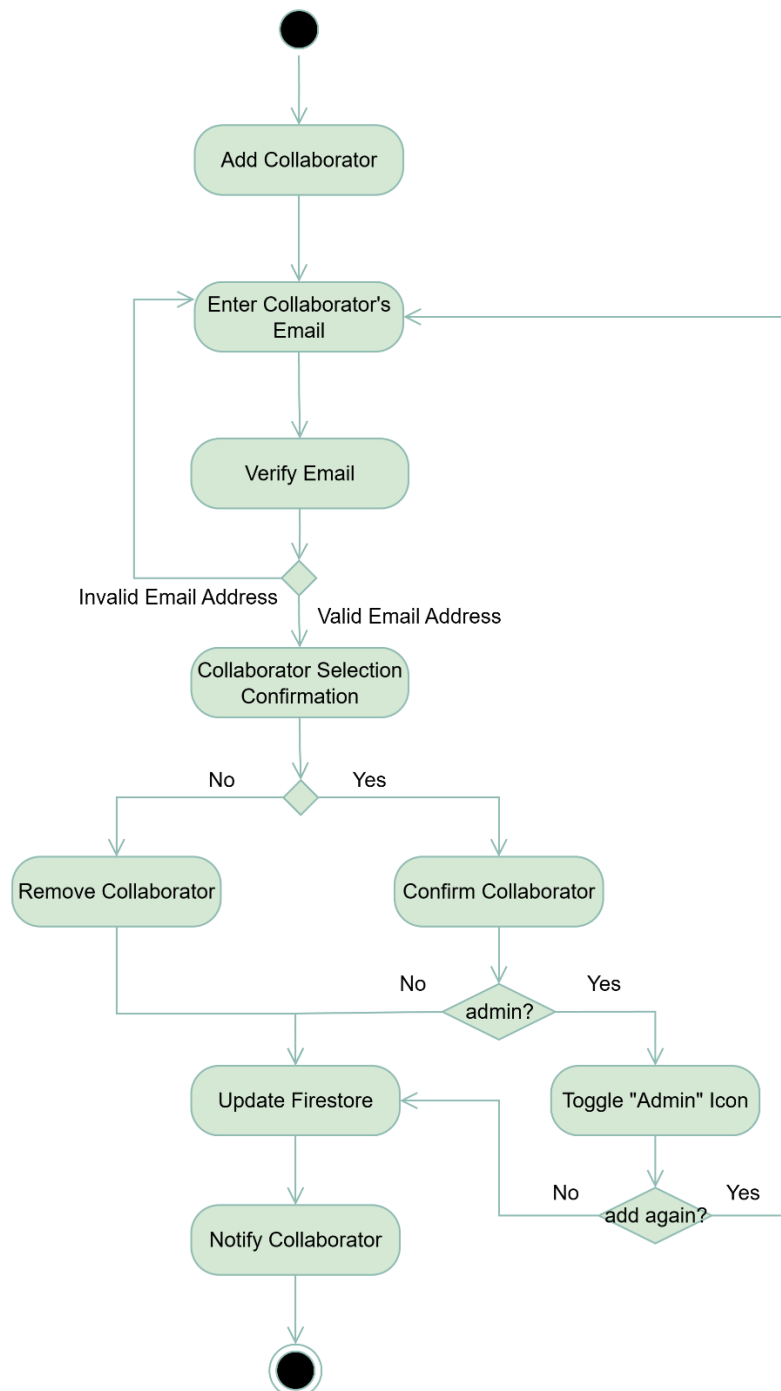 Add Collaborator
Enter Collaborator's
Email
Verify Email
Invalid Email Address
Valid Email Address
Collaborator Selection
Confirmation
No
Yes
Remove Collaborator
Confirm Collaborator
No
Yes
admin?
Update Firestore
Toggle "Admin" Icon
No
Yes
add again?
Notify Collaborator